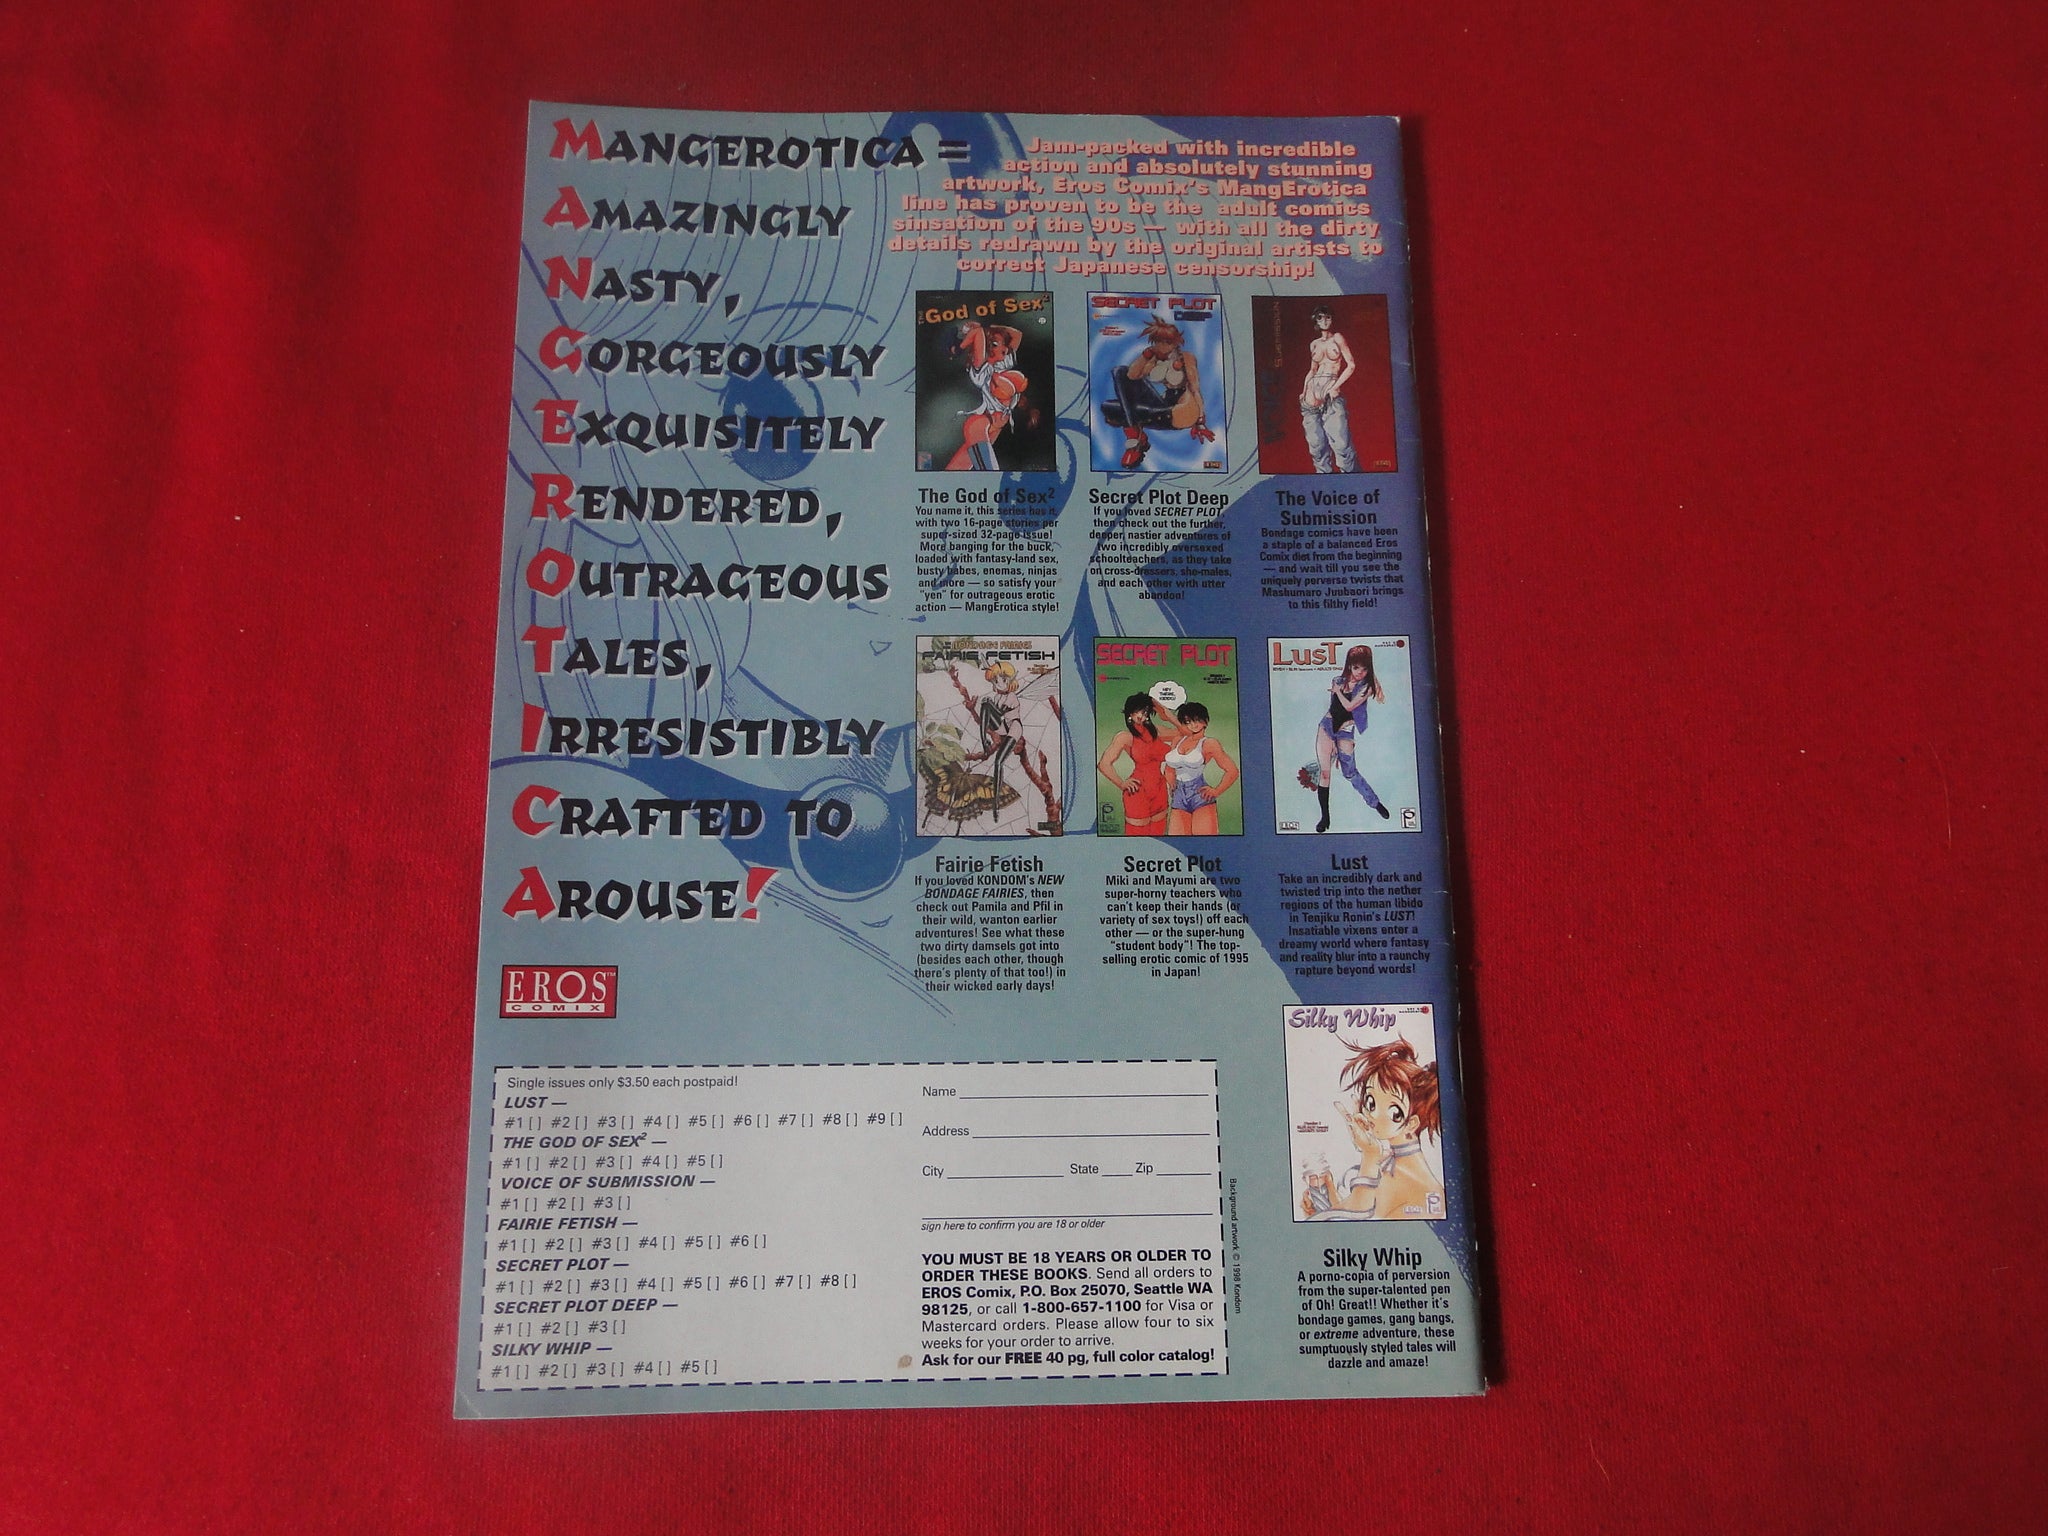 MANGEROTICA =
AMAZINGLY
NASTY,
GORGEOUSLY
EXQUISITELY
RENDERED,
OUTRAGEOUS
TALES,
IRRESISTIBLY
CRAFTED TO
AROUSE!
Jam-packed with incredible
action and absolutely stunning
artwork, Eros Comix's MangErotica
line has proven to be the adult comics
sinsation of the 90s — with all the dirty
details redrawn by the original artists to
correct Japanese censorship!
The God of Sex²
The God of Sex²
You name it, this series has it,
with two 16-page stories per
super-sized 32-page issue!
More banging for the buck,
loaded with fantasy-land sex,
busty babes, enemas, ninjas
and more — so satisfy your
"yen" for outrageous erotic
action — MangErotica style!
SECRET PLOT
DEEP
Secret Plot Deep
If you loved SECRET PLOT,
then check out the further,
deeper, nastier adventures of
two incredibly oversexed
schoolteachers, as they take
on cross-dressers, she-males,
and each other with utter
abandon!
The Voice of
Submission
Bondage comics have been
a staple of a balanced Eros
Comix diet from the beginning
— and wait till you see the
uniquely perverse twists that
Mashumaro Juubaori brings
to this filthy field!
BONDAGE FAIRIES
FAIRIE FETISH
Fairie Fetish
If you loved KONDOM's NEW
BONDAGE FAIRIES, then
check out Pamila and Pfil in
their wild, wanton earlier
adventures! See what these
two dirty damsels got into
(besides each other, though
there's plenty of that too!) in
their wicked early days!
SECRET PLOT
HEY
THERE,
Secret Plot
Miki and Mayumi are two
super-horny teachers who
can't keep their hands (or
variety of sex toys!) off each
other — or the super-hung
"student body"! The top-
selling erotic comic of 1995
in Japan!
LusT
EROS
Lust
Take an incredibly dark and
twisted trip into the nether
regions of the human libido
in Tenjiku Ronin's LUST!
Insatiable vixens enter a
dreamy world where fantasy
and reality blur into a raunchy
rapture beyond words!
EROS™
COMIX
Silky Whip
EROS
Silky Whip
A porno-copia of perversion
from the super-talented pen
of Oh! Great!! Whether it's
bondage games, gang bangs,
or extreme adventure, these
sumptuously styled tales will
dazzle and amaze!
Single issues only $3.50 each postpaid!
LUST —
#1 [ ] #2 [ ] #3 [ ] #4 [ ] #5 [ ] #6 [ ] #7 [ ] #8 [ ] #9 [ ]
THE GOD OF SEX² —
#1 [ ] #2 [ ] #3 [ ] #4 [ ] #5 [ ]
VOICE OF SUBMISSION —
#1 [ ] #2 [ ] #3 [ ]
FAIRIE FETISH —
#1 [ ] #2 [ ] #3 [ ] #4 [ ] #5 [ ] #6 [ ]
SECRET PLOT —
#1 [ ] #2 [ ] #3 [ ] #4 [ ] #5 [ ] #6 [ ] #7 [ ] #8 [ ]
SECRET PLOT DEEP —
#1 [ ] #2 [ ] #3 [ ]
SILKY WHIP —
#1 [ ] #2 [ ] #3 [ ] #4 [ ] #5 [ ]
Name
Address
City State Zip
sign here to confirm you are 18 or older
YOU MUST BE 18 YEARS OR OLDER TO
ORDER THESE BOOKS. Send all orders to
EROS Comix, P.O. Box 25070, Seattle WA
98125, or call 1-800-657-1100 for Visa or
Mastercard orders. Please allow four to six
weeks for your order to arrive.
Ask for our FREE 40 pg, full color catalog!
Background artwork © 1998 Kondom